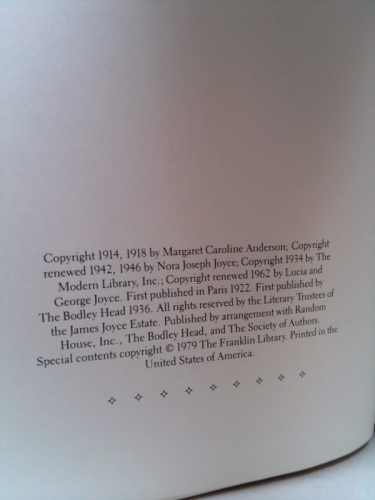 Copyright 1914, 1918 by Margaret Caroline Anderson; Copyright
renewed 1942, 1946 by Nora Joseph Joyce; Copyright 1934 by The
Modern Library, Inc.; Copyright renewed 1962 by Lucia and
George Joyce. First published in Paris 1922. First published by
The Bodley Head 1936. All rights reserved by the Literary Trustees of
the James Joyce Estate. Published by arrangement with Random
House, Inc., The Bodley Head, and The Society of Authors.
Special contents copyright © 1979 The Franklin Library. Printed in the
United States of America.